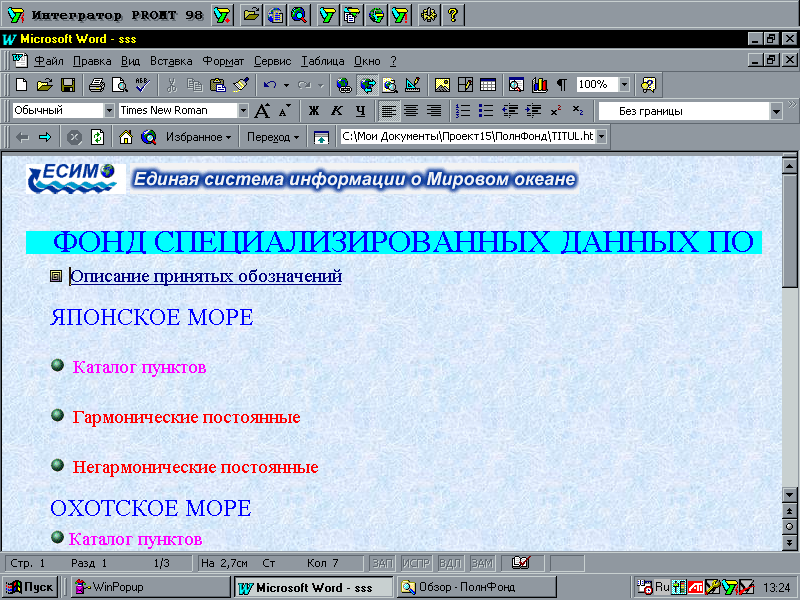 Интегратор PROMT 98
Microsoft Word - sss
Файл Правка Вид Вставка Формат Сервис Таблица Окно ?
100%
Обычный Times New Roman Ж К Ч Без границы
Избранное Переход C:\Мои Документы\Проект15\ПолнФонд\TITUL.ht
ЕСИМО Единая система информации о Мировом океане
ФОНД СПЕЦИАЛИЗИРОВАННЫХ ДАННЫХ ПО
Описание принятых обозначений
ЯПОНСКОЕ МОРЕ
Каталог пунктов
Гармонические постоянные
Негармонические постоянные
ОХОТСКОЕ МОРЕ
Каталог пунктов
Стр. 1 Разд 1 1/3 На 2,7см Ст Кол 7 ЗАП ИСПР ВДЛ ЗАМ
Пуск WinPopup Microsoft Word - sss Обзор - ПолнФонд Ru 13:24